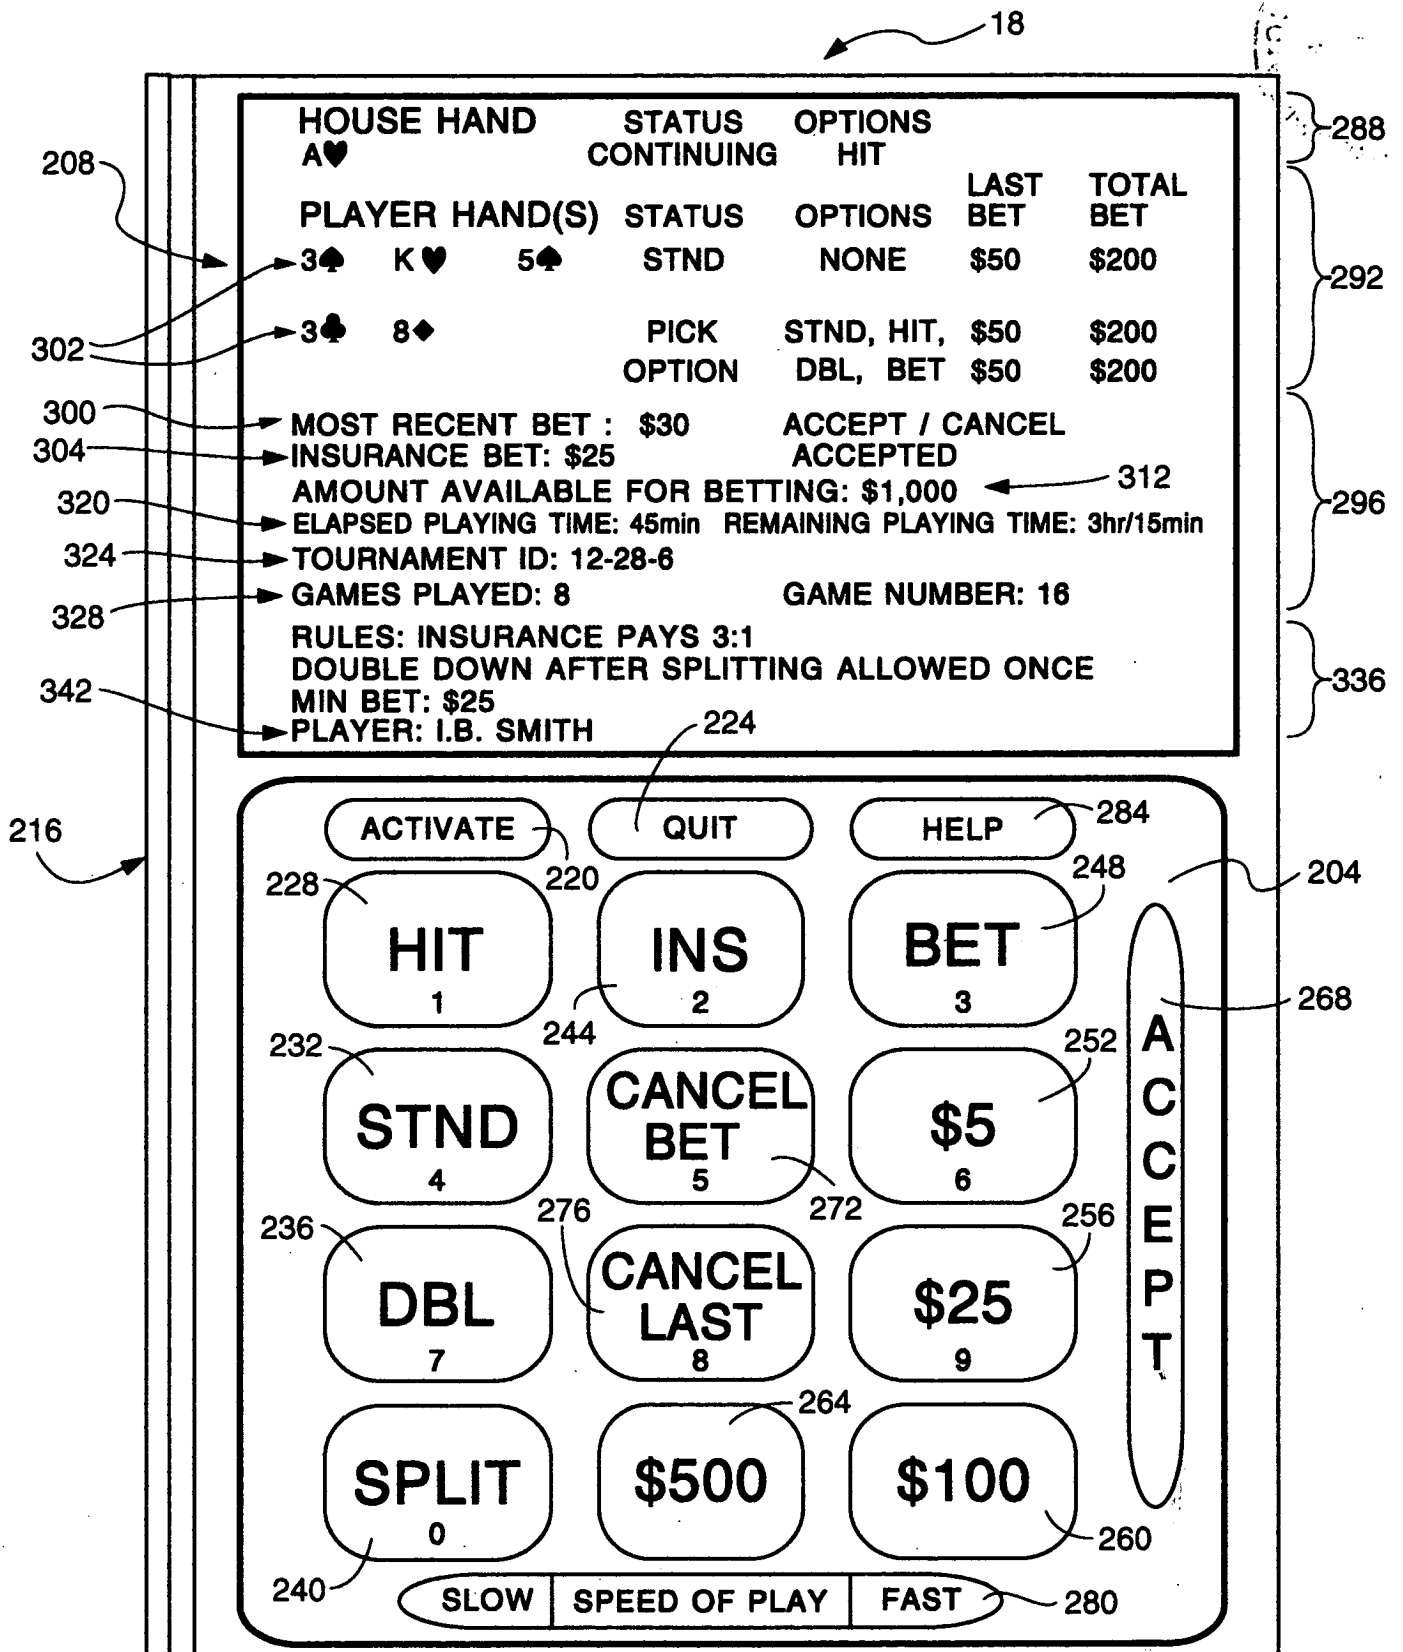 18
HOUSE HAND STATUS OPTIONS
288
A♥ CONTINUING HIT
208
LAST TOTAL
PLAYER HAND(S) STATUS OPTIONS BET BET
3♠ K♥ 5♠ STND NONE $50 $200
292
302
3♣ 8♦ PICK STND, HIT, $50 $200
OPTION DBL, BET $50 $200
300 MOST RECENT BET : $30 ACCEPT / CANCEL
304 INSURANCE BET: $25 ACCEPTED
AMOUNT AVAILABLE FOR BETTING: $1,000 312
296
320 ELAPSED PLAYING TIME: 45min REMAINING PLAYING TIME: 3hr/15min
324 TOURNAMENT ID: 12-28-6
328 GAMES PLAYED: 8 GAME NUMBER: 16
RULES: INSURANCE PAYS 3:1
DOUBLE DOWN AFTER SPLITTING ALLOWED ONCE
336
342 MIN BET: $25
PLAYER: I.B. SMITH
224
216
ACTIVATE QUIT HELP 284
220
228 248 204
HIT INS BET
1 2 3
268
244
232 252
ACCEPT
STND CANCEL BET $5
4 5 6
276 272
236 256
DBL CANCEL LAST $25
7 8 9
264
SPLIT $500 $100
0
260
240
SLOW SPEED OF PLAY FAST 280